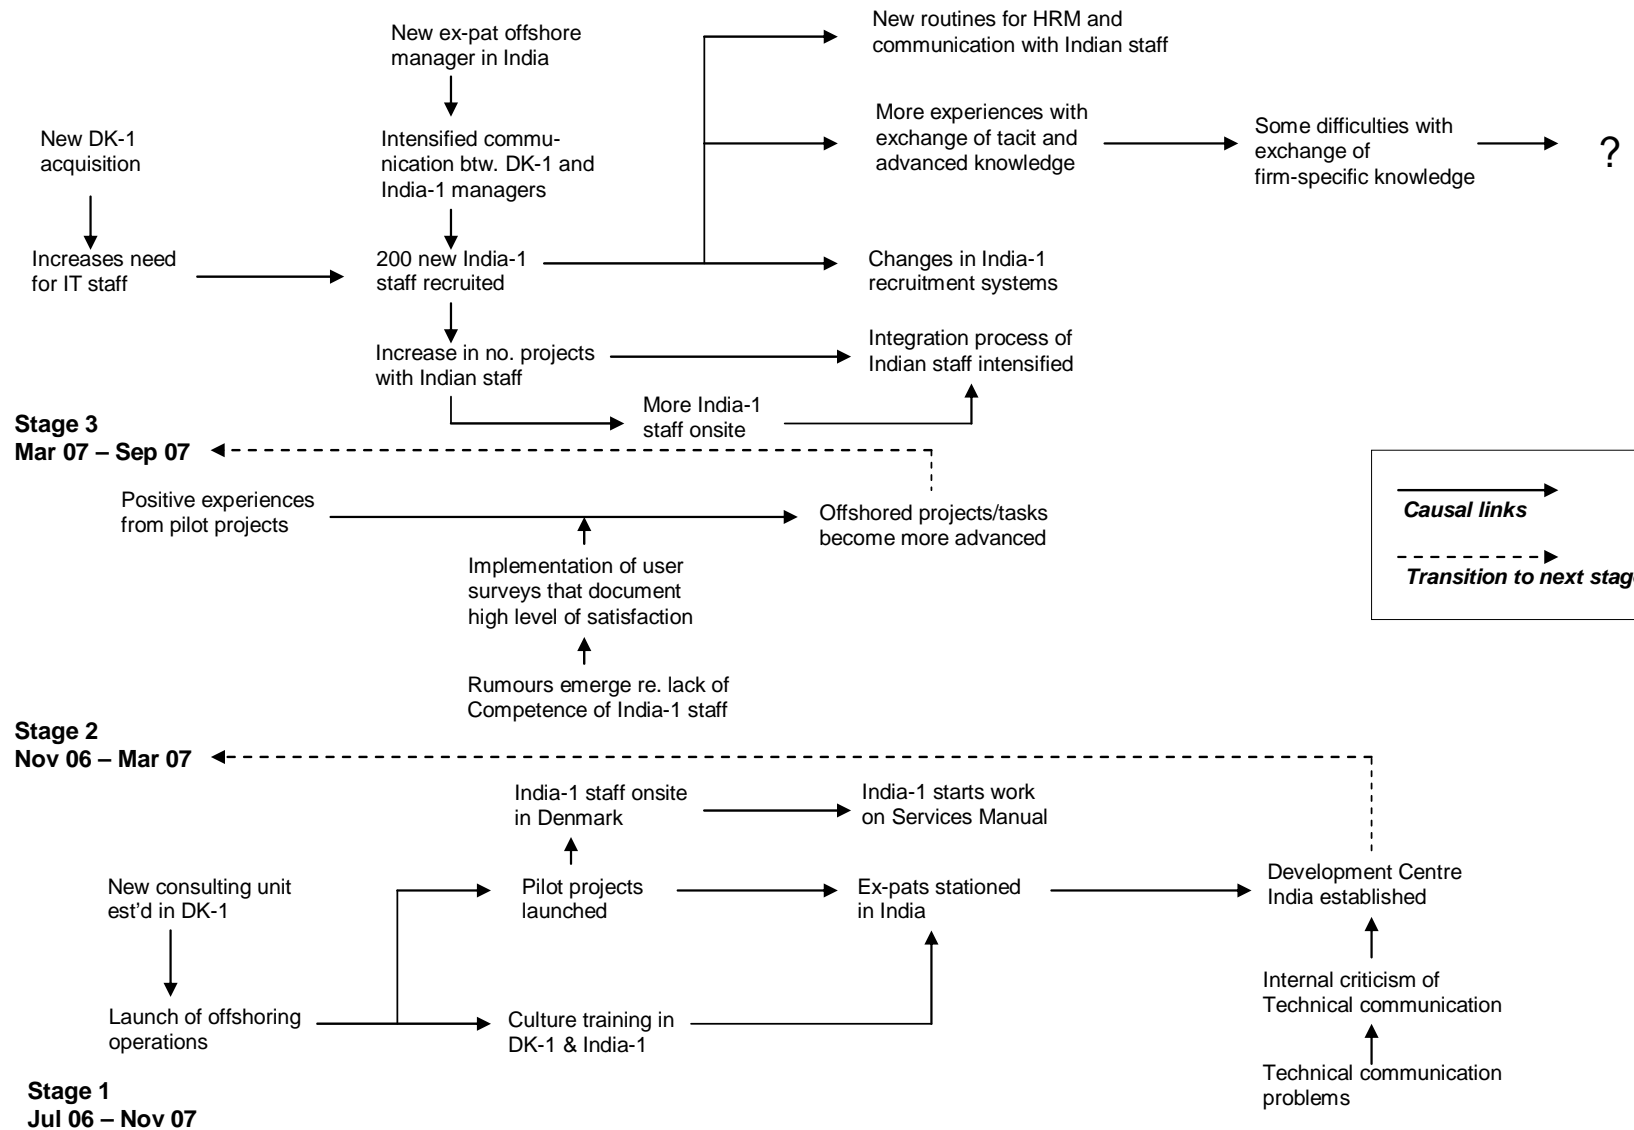 New ex-pat offshore
manager in India
New routines for HRM and
communication with Indian staff
New DK-1
acquisition
Intensified commu-
nication btw. DK-1 and
India-1 managers
More experiences with
exchange of tacit and
advanced knowledge
Some difficulties with
exchange of
firm-specific knowledge
?
Increases need
for IT staff
200 new India-1
staff recruited
Changes in India-1
recruitment systems
Increase in no. projects
with Indian staff
Integration process of
Indian staff intensified
More India-1
staff onsite
Stage 3
Mar 07 – Sep 07
Positive experiences
from pilot projects
Offshored projects/tasks
become more advanced
Causal links
Transition to next stage
Implementation of user
surveys that document
high level of satisfaction
Rumours emerge re. lack of
Competence of India-1 staff
Stage 2
Nov 06 – Mar 07
India-1 staff onsite
in Denmark
India-1 starts work
on Services Manual
New consulting unit
est’d in DK-1
Pilot projects
launched
Ex-pats stationed
in India
Development Centre
India established
Launch of offshoring
operations
Culture training in
DK-1 & India-1
Internal criticism of
Technical communication
Technical communication
problems
Stage 1
Jul 06 – Nov 07